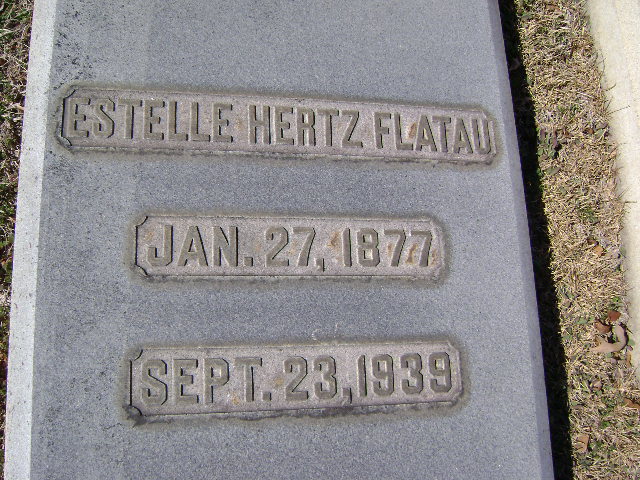 ESTELLE HERTZ FLATAU
JAN. 27, 1877
SEPT. 23, 1939